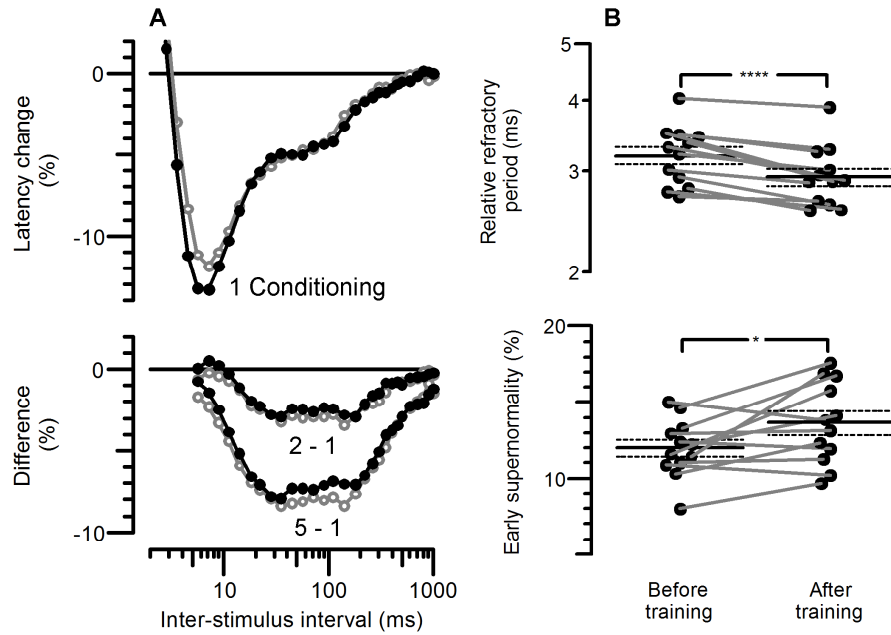 A
Latency change
(%)
0
-10
1 Conditioning
Difference
(%)
0
-10
2 - 1
5 - 1
10
100
1000
Inter-stimulus interval (ms)
B
Relative refractory
period (ms)
5
4
3
2
****
Early supernormality (%)
20
10
*
Before
training
After
training